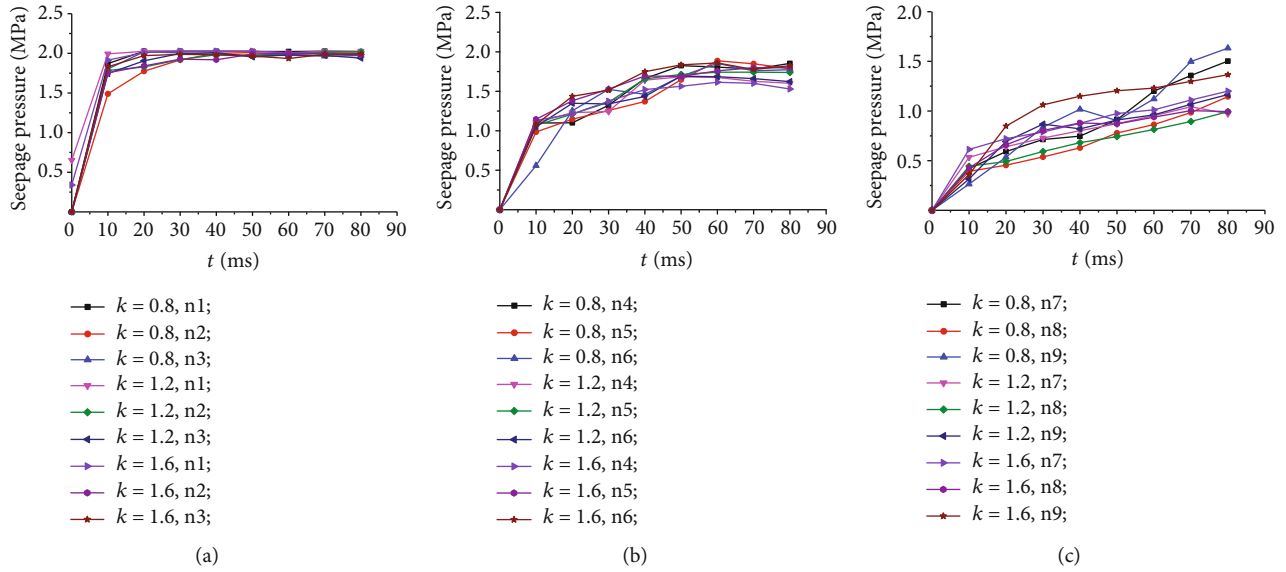 Seepage pressure (MPa)
2.5
2.0
1.5
1.0
0.5
0 10 20 30 40 50 60 70 80 90
t (ms)
k = 0.8, n1;
k = 0.8, n2;
k = 0.8, n3;
k = 1.2, n1;
k = 1.2, n2;
k = 1.2, n3;
k = 1.6, n1;
k = 1.6, n2;
k = 1.6, n3;
(a)
Seepage pressure (MPa)
2.5
2.0
1.5
1.0
0.5
0 10 20 30 40 50 60 70 80 90
t (ms)
k = 0.8, n4;
k = 0.8, n5;
k = 0.8, n6;
k = 1.2, n4;
k = 1.2, n5;
k = 1.2, n6;
k = 1.6, n4;
k = 1.6, n5;
k = 1.6, n6;
(b)
Seepage pressure (MPa)
2.0
1.5
1.0
0.5
0 10 20 30 40 50 60 70 80 90
t (ms)
k = 0.8, n7;
k = 0.8, n8;
k = 0.8, n9;
k = 1.2, n7;
k = 1.2, n8;
k = 1.2, n9;
k = 1.6, n7;
k = 1.6, n8;
k = 1.6, n9;
(c)